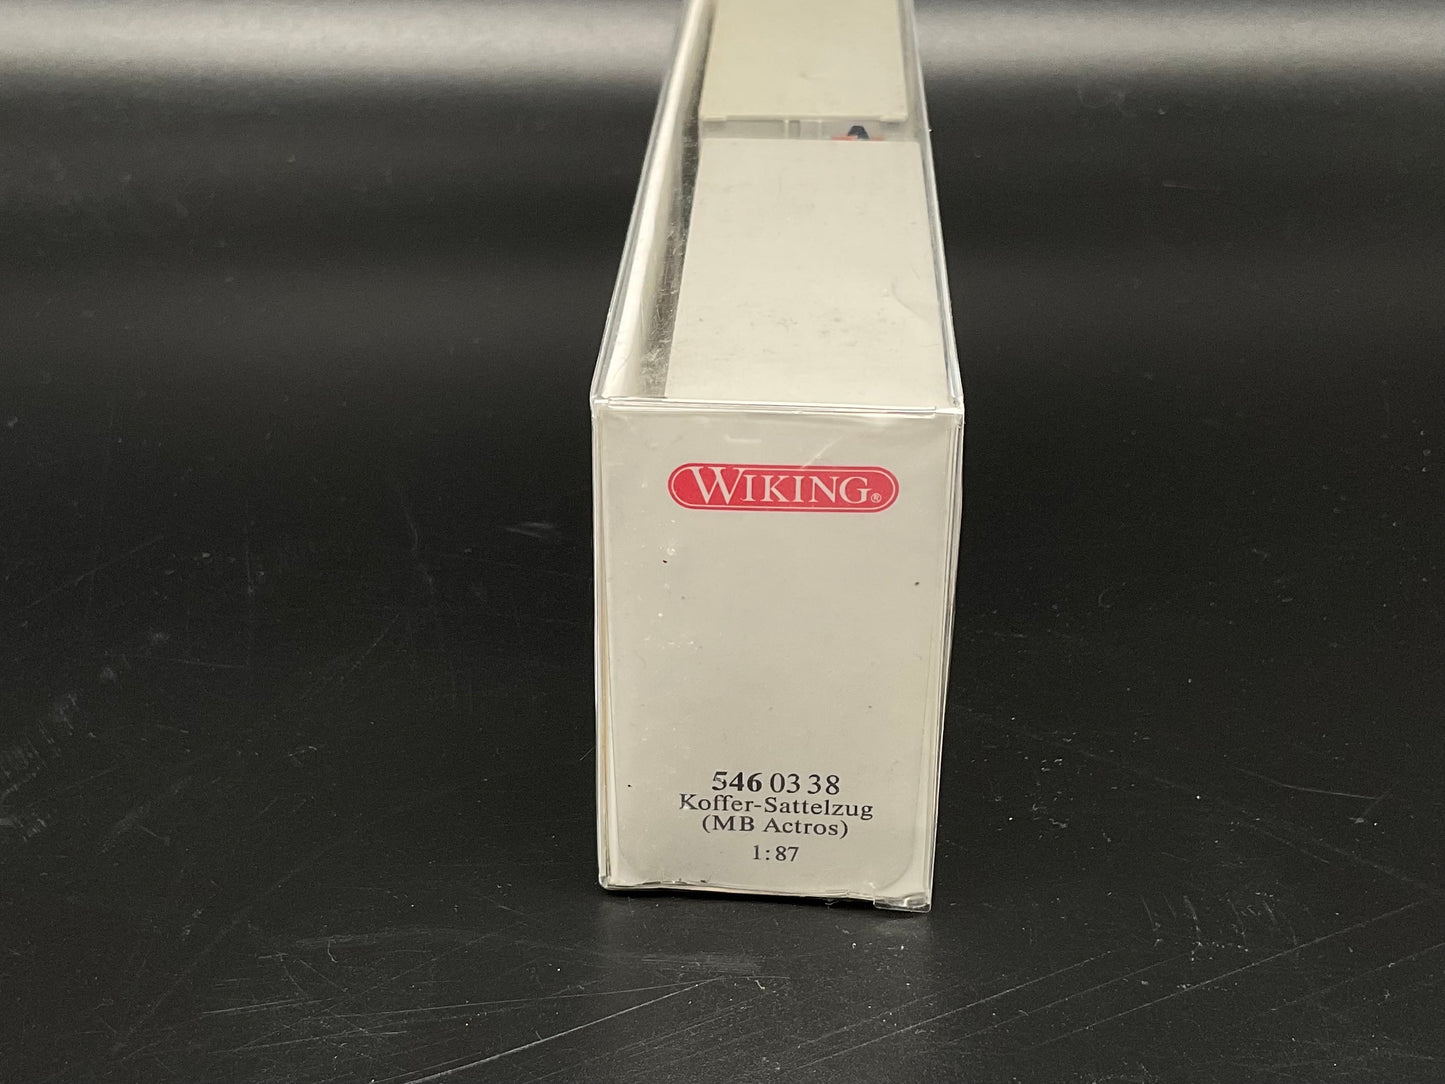 WIKING®
546 03 38
Koffer-Sattelzug
(MB Actros)
1:87